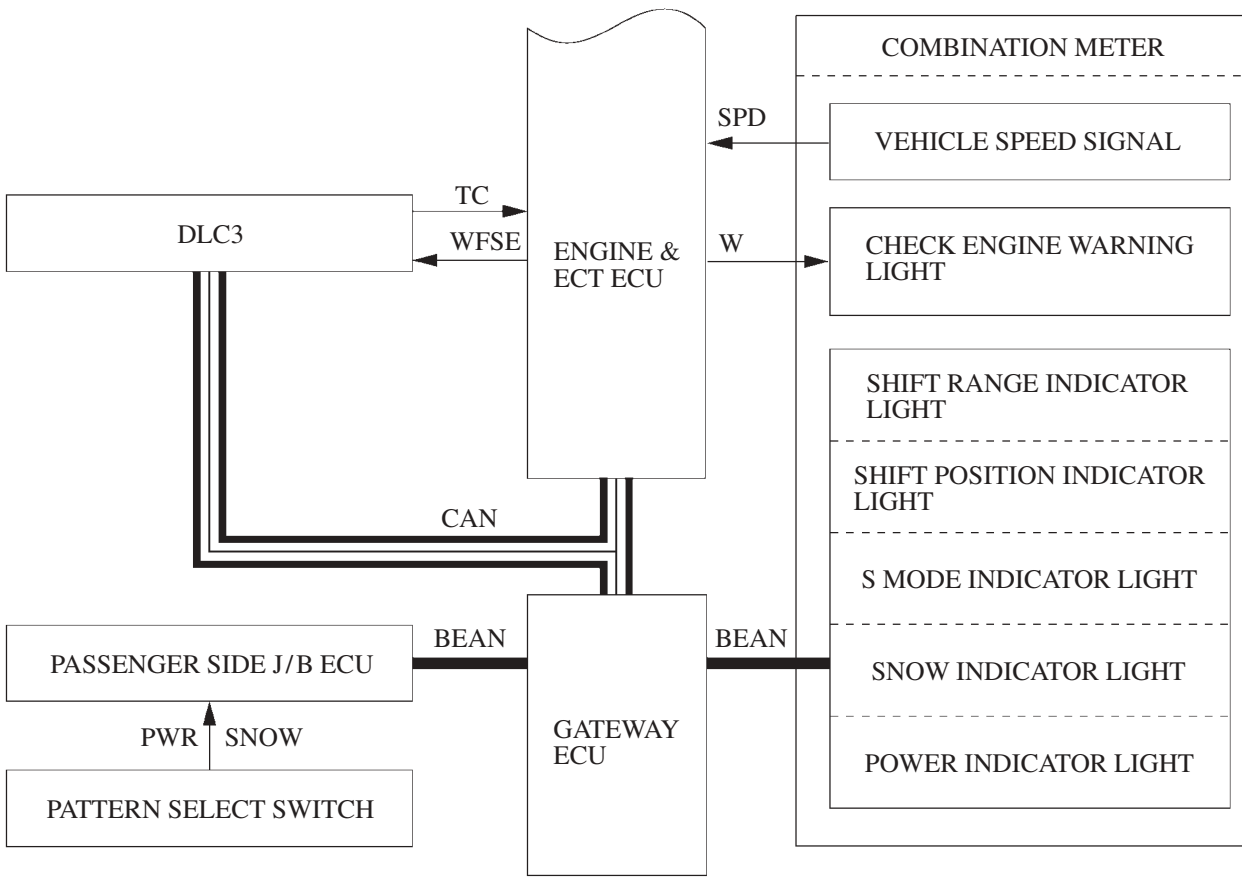 COMBINATION METER
SPD
VEHICLE SPEED SIGNAL
TC
DLC3
WFSE
ENGINE &
ECT ECU
W
CHECK ENGINE WARNING
LIGHT
SHIFT RANGE INDICATOR
LIGHT
SHIFT POSITION INDICATOR
LIGHT
CAN
S MODE INDICATOR LIGHT
BEAN
BEAN
PASSENGER SIDE J/B ECU
SNOW INDICATOR LIGHT
PWR SNOW
GATEWAY
ECU
POWER INDICATOR LIGHT
PATTERN SELECT SWITCH